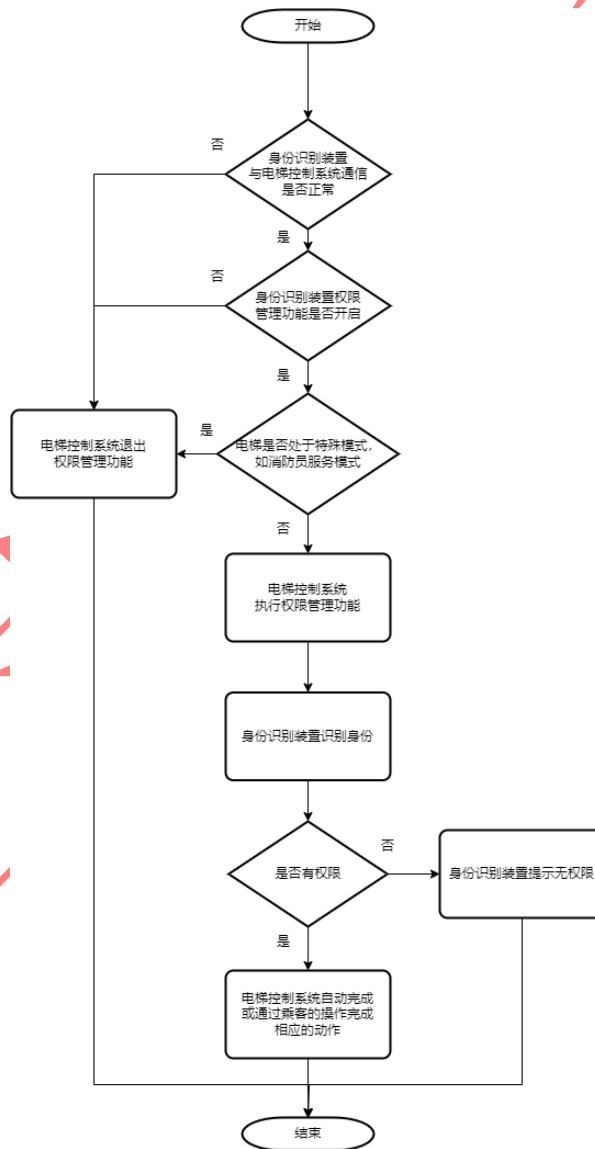 开始
否
身份识别装置
与电梯控制系统通信
是否正常
是
否
身份识别装置权限
管理功能是否开启
是
电梯控制系统退出
权限管理功能
是
电梯是否处于特殊模式，
如消防员服务模式
否
电梯控制系统
执行权限管理功能
身份识别装置识别身份
是否有权限
否
身份识别装置提示无权限
是
电梯控制系统自动完成
或通过乘客的操作完成
相应的动作
结束